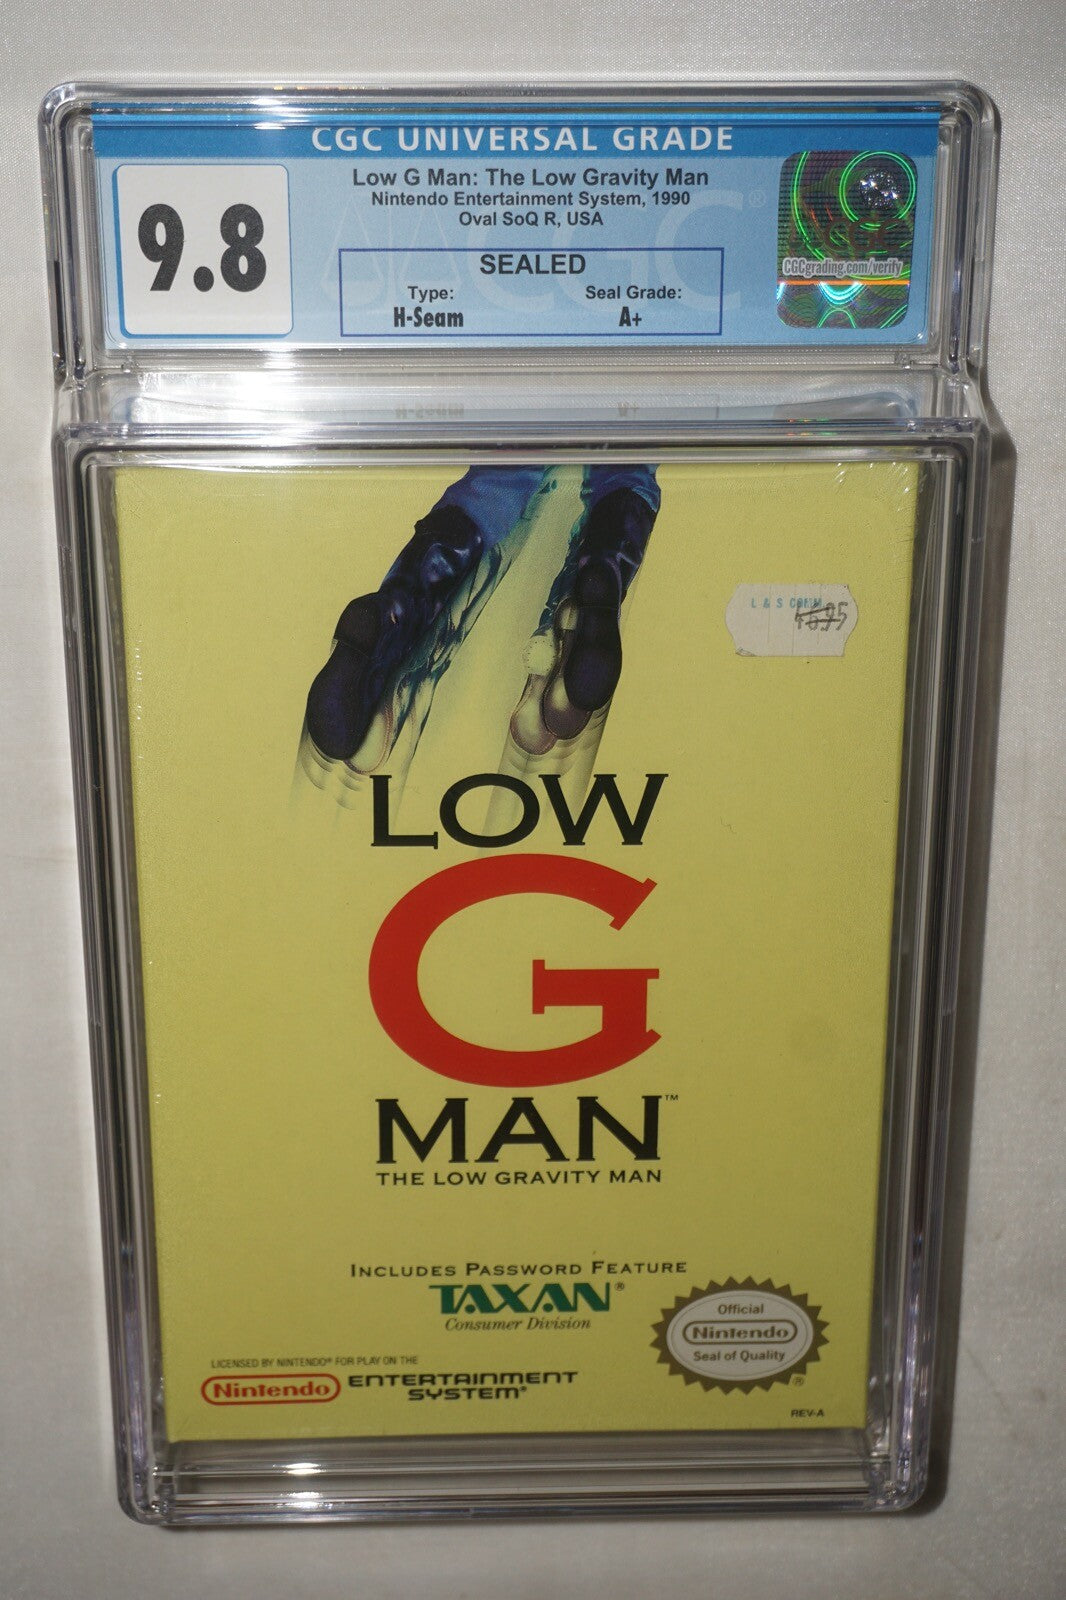 CGC UNIVERSAL GRADE
9.8
Low G Man: The Low Gravity Man
Nintendo Entertainment System, 1990
Oval SoQ R, USA
SEALED
Type: Seal Grade:
H-Seam A+
CGCgrading.com/verify
L & S
LOW
G
MAN™
THE LOW GRAVITY MAN
INCLUDES PASSWORD FEATURE
TAXAN®
Consumer Division
Official
Nintendo
Seal of Quality
®
LICENSED BY NINTENDO® FOR PLAY ON THE
Nintendo ENTERTAINMENT
SYSTEM®
REV-A